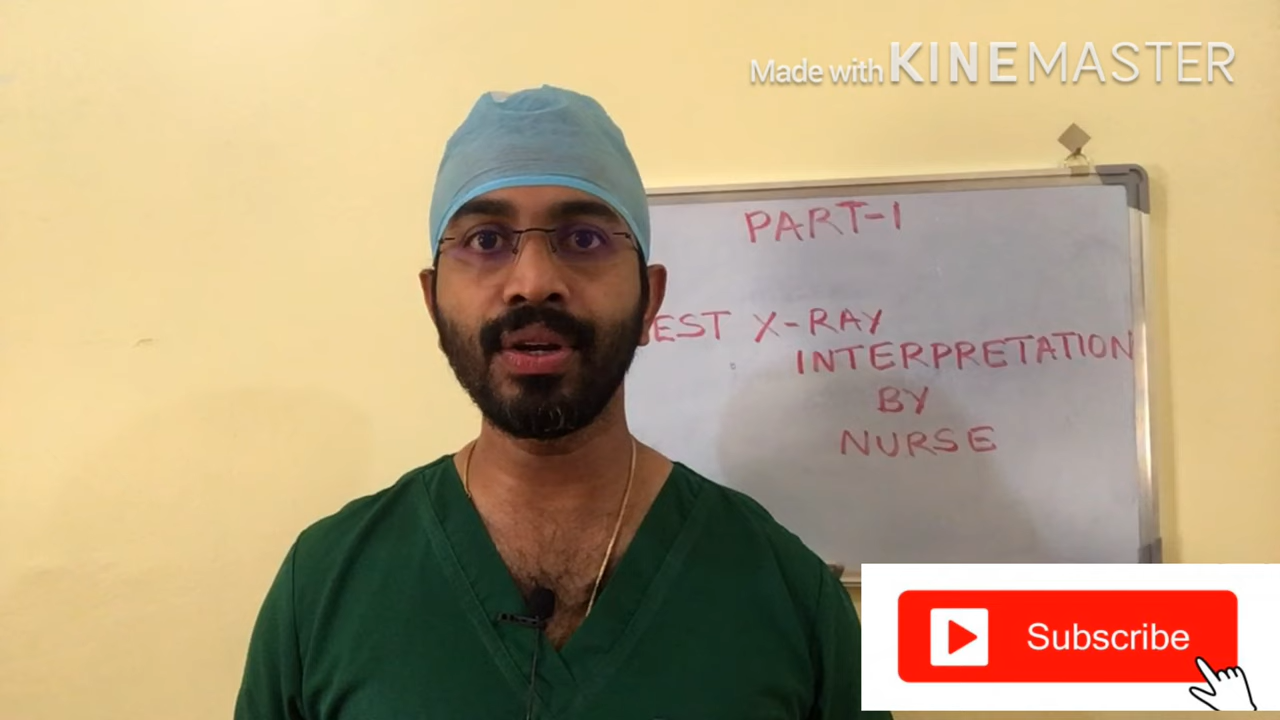 Made with KINEMASTER
PART-1
EST X-RAY
INTERPRETATION
BY
NURSE
Subscribe